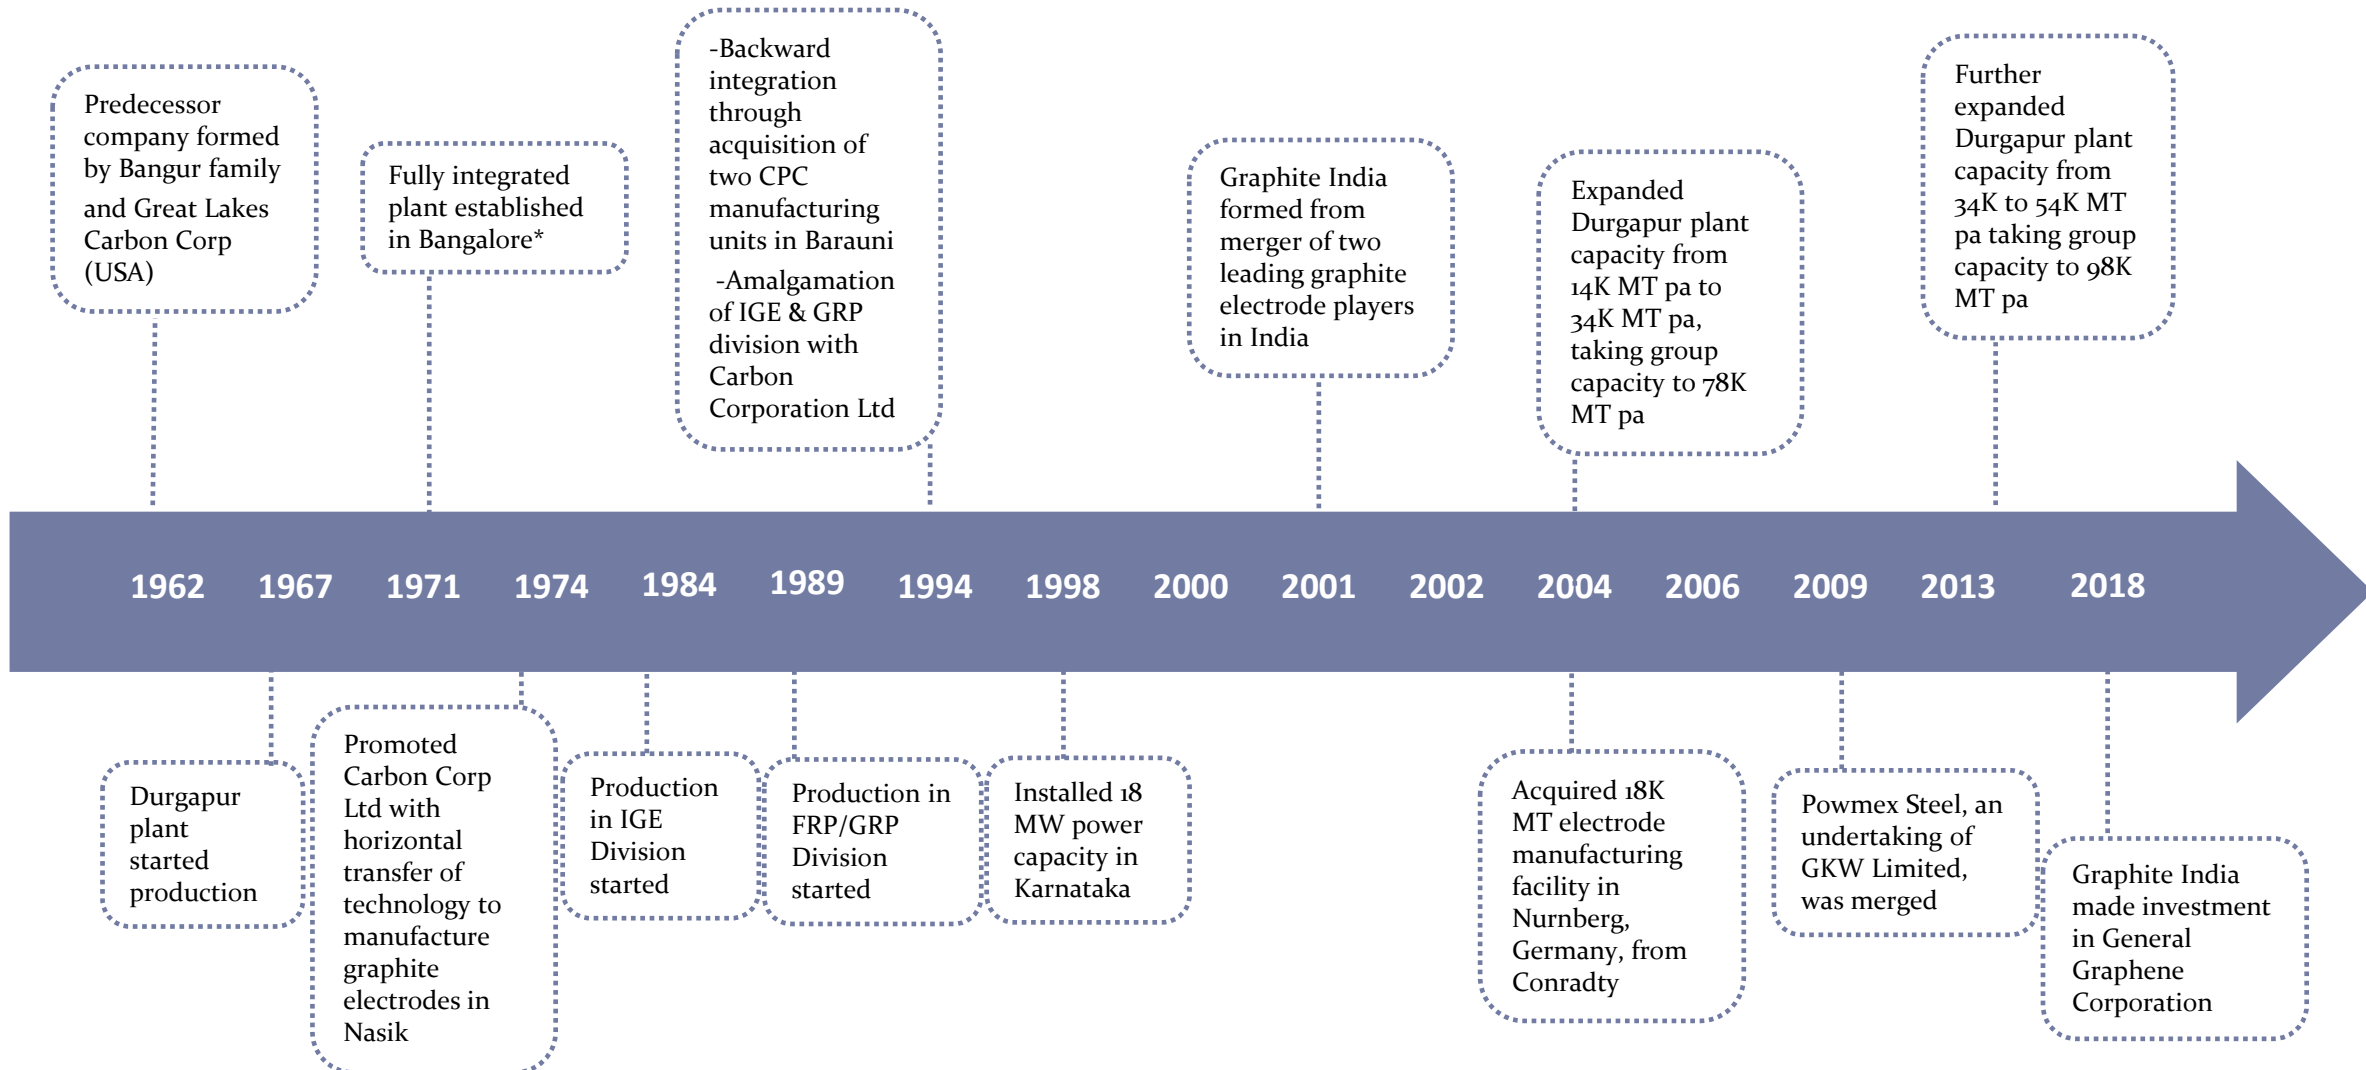 Predecessor
company formed
by Bangur family
and Great Lakes
Carbon Corp
(USA)
Fully integrated
plant established
in Bangalore*
-Backward
integration
through
acquisition of
two CPC
manufacturing
units in Barauni
-Amalgamation
of IGE & GRP
division with
Carbon
Corporation Ltd
Graphite India
formed from
merger of two
leading graphite
electrode players
in India
Expanded
Durgapur plant
capacity from
14K MT pa to
34K MT pa,
taking group
capacity to 78K
MT pa
Further
expanded
Durgapur plant
capacity from
34K to 54K MT
pa taking group
capacity to 98K
MT pa
1962 1967 1971 1974 1984 1989 1994 1998 2000 2001 2002 2004 2006 2009 2013 2018
Durgapur
plant
started
production
Promoted
Carbon Corp
Ltd with
horizontal
transfer of
technology to
manufacture
graphite
electrodes in
Nasik
Production
in IGE
Division
started
Production in
FRP/GRP
Division
started
Installed 18
MW power
capacity in
Karnataka
Acquired 18K
MT electrode
manufacturing
facility in
Nurnberg,
Germany, from
Conradty
Powmex Steel, an
undertaking of
GKW Limited,
was merged
Graphite India
made investment
in General
Graphene
Corporation